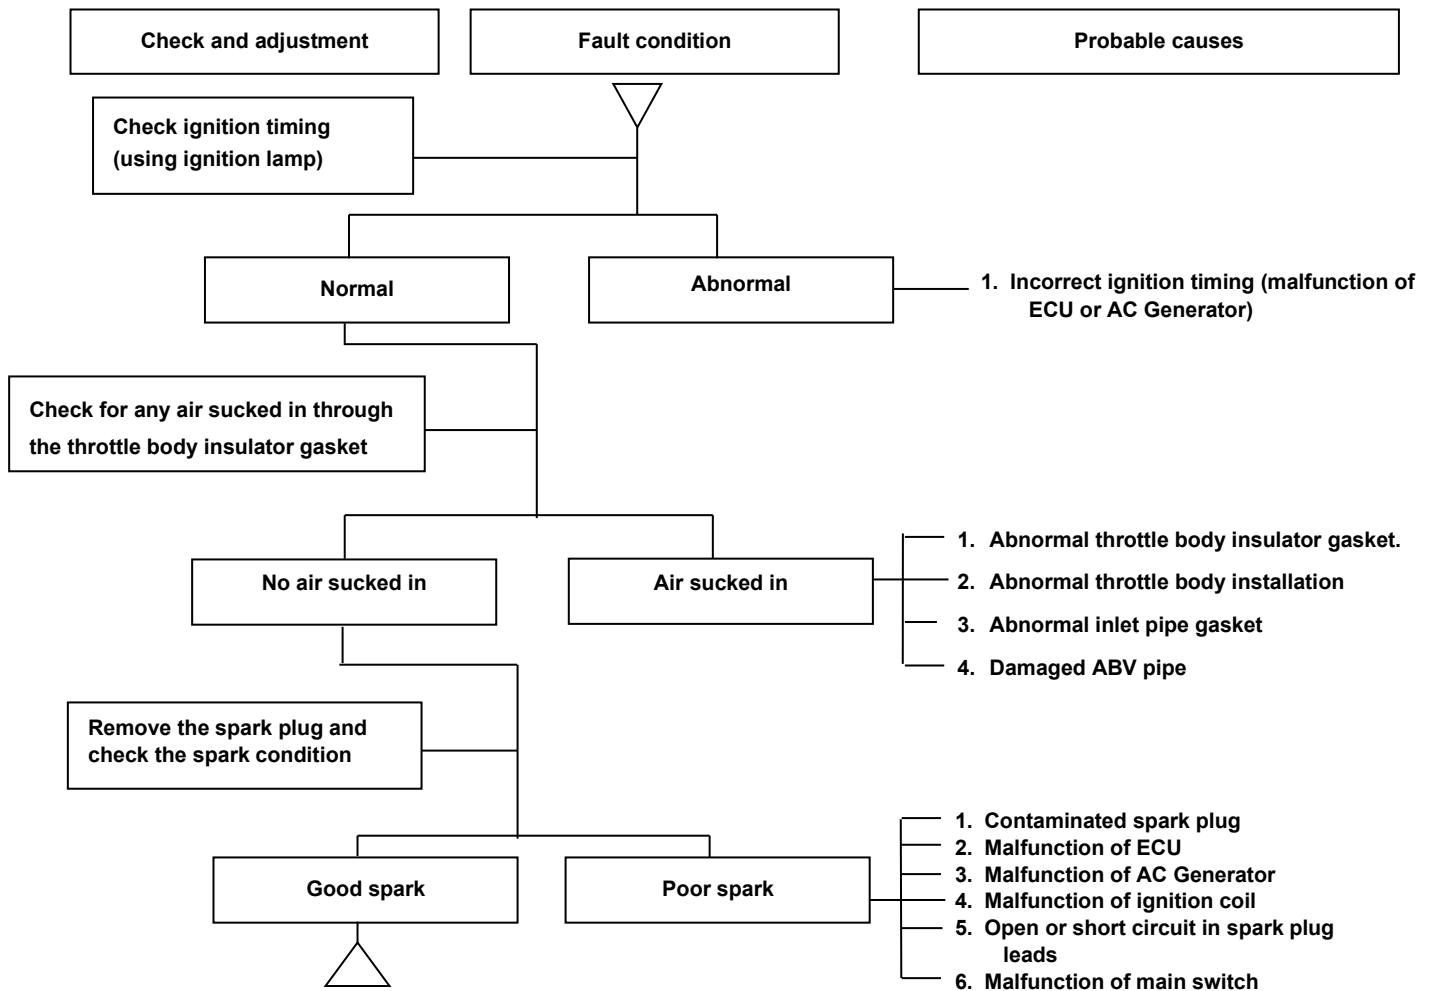 Check and adjustment
Fault condition
Probable causes
Check ignition timing
(using ignition lamp)
Normal
Abnormal
1. Incorrect ignition timing (malfunction of
ECU or AC Generator)
Check for any air sucked in through
the throttle body insulator gasket
No air sucked in
Air sucked in
1. Abnormal throttle body insulator gasket.
2. Abnormal throttle body installation
3. Abnormal inlet pipe gasket
4. Damaged ABV pipe
Remove the spark plug and
check the spark condition
Good spark
Poor spark
1. Contaminated spark plug
2. Malfunction of ECU
3. Malfunction of AC Generator
4. Malfunction of ignition coil
5. Open or short circuit in spark plug
leads
6. Malfunction of main switch